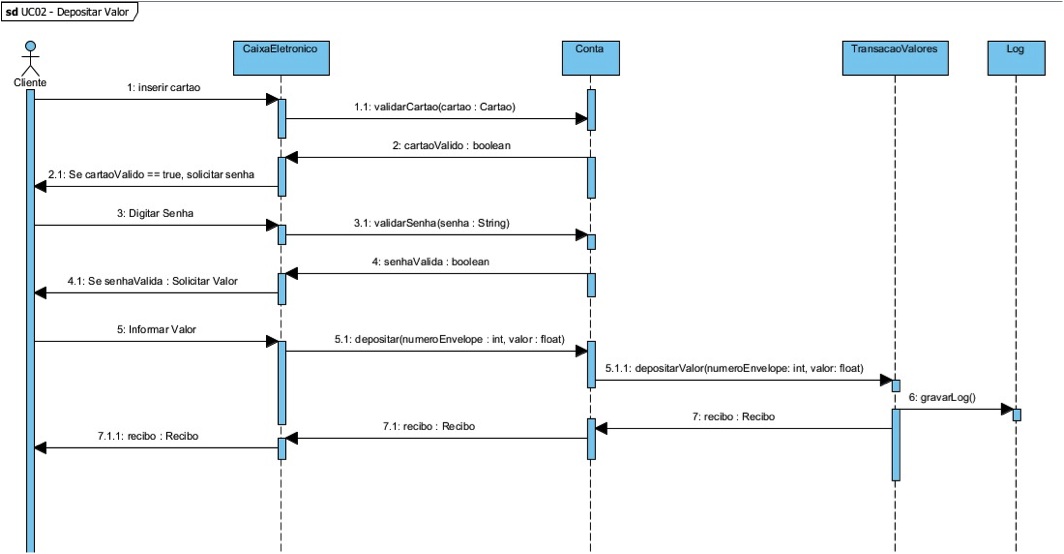 sd UC02 - Depositar Valor
Cliente
CaixaEletronico
Conta
TransacaoValores
Log
1: inserir cartao
1.1: validarCartao(cartao : Cartao)
2: cartaoValido : boolean
2.1: Se cartaoValido == true, solicitar senha
3: Digitar Senha
3.1: validarSenha(senha : String)
4: senhaValida : boolean
4.1: Se senhaValida : Solicitar Valor
5: Informar Valor
5.1: depositar(numeroEnvelope : int, valor : float)
5.1.1: depositarValor(numeroEnvelope: int, valor: float)
6: gravarLog()
7: recibo : Recibo
7.1: recibo : Recibo
7.1.1: recibo : Recibo